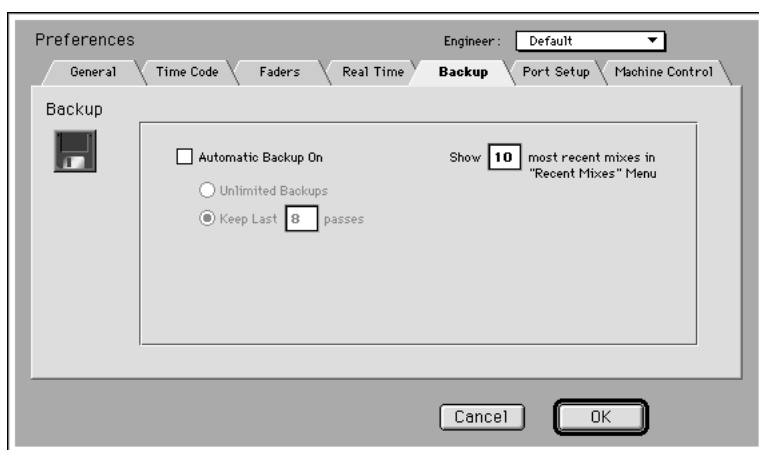 Preferences
Engineer: Default
General Time Code Faders Real Time Backup Port Setup Machine Control
Backup
Automatic Backup On
Unlimited Backups
Keep Last 8 passes
Show 10 most recent mixes in
"Recent Mixes" Menu
Cancel OK